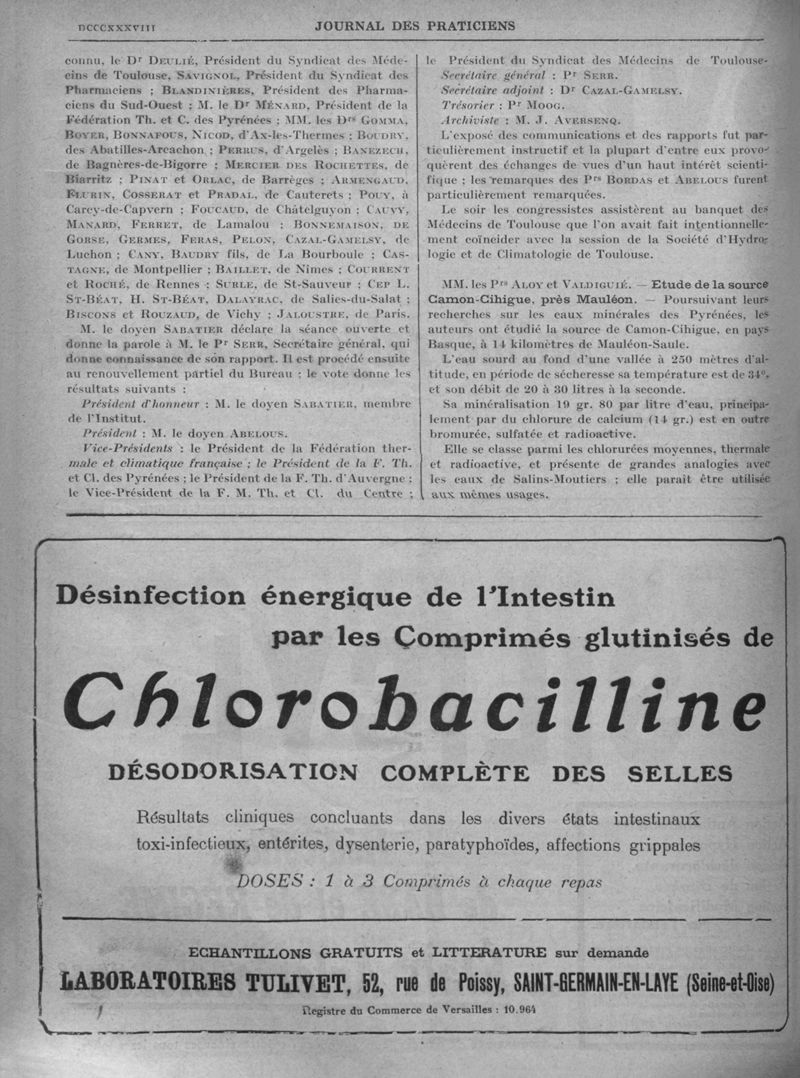 DCCCXXXVIII
JOURNAL DES PRATICIENS
connu, le Dr DEULIÉ, Président du Syndicat des Méde-
cins de Toulouse, SAVIGNOL, Président du Syndicat des
Pharmaciens ; BLANDINIÈRES, Président des Pharma-
ciens du Sud-Ouest ; M. le Dr MÉNARD, Président de la
Fédération Th. et C. des Pyrénées ; MM. les Drs GOMMA,
BOYER, BONNAFOUS, NICOD, d'Ax-les-Thermes ; BOUDRY,
des Abatilles-Arcachon ; PERRUS, d'Argelès ; BANEZECH,
de Bagnères-de-Bigorre ; MERCIER DES ROCHETTES, de
Biarritz ; PINAT et ORLAC, de Barrèges ; ARMENGAUD,
FLURIN, COSSERAT et PRADAL, de Cauterets ; POUY, à
Carcy-de-Capvern ; FOUCAUD, de Châtelguyon ; CAUVY,
MANARD, FERRET, de Lamalou ; BONNEMAISON, DE
GORSE, GERMES, FERAS, PELON, CAZAL-GAMELSY, de
Luchon ; CANY, BAUDRY fils, de La Bourboule ; CAS-
TAGNE, de Montpellier ; BAILLET, de Nîmes ; COURRENT
et ROCHÉ, de Rennes ; SURLE, de St-Sauveur ; CEP L.
ST-BÉAT, H. ST-BÉAT, DALAYRAC, de Salies-du-Salat ;
BISCONS et ROUZAUD, de Vichy ; JALOUSTRE, de Paris.
M. le doyen SABATIER déclare la séance ouverte et
donne la parole à M. le Pr SERR, Secrétaire général, qui
donne connaissance de son rapport. Il est procédé ensuite
au renouvellement partiel du Bureau ; le vote donne les
résultats suivants :
Président d'honneur : M. le doyen SABATIER, membre
de l'Institut.
Président : M. le doyen ABELOUS.
Vice-Présidents : le Président de la Fédération ther-
male et climatique française ; le Président de la F. Th.
et Cl. des Pyrénées ; le Président de la F. Th. d'Auvergne ;
le Vice-Président de la F. M. Th. et Cl. du Centre ;
le Président du Syndicat des Médecins de Toulouse-
Secrétaire général : Pr SERR.
Secrétaire adjoint : Dr CAZAL-GAMELSY.
Trésorier : Pr MOOG.
Archiviste : M. J. AVERSENQ.
L'exposé des communications et des rapports fut par-
ticulièrement instructif et la plupart d'entre eux provo-
quèrent des échanges de vues d'un haut intérêt scienti-
fique ; les remarques des Prs BORDAS et ABELOUS furent
particulièrement remarquées.
Le soir les congressistes assistèrent au banquet des
Médecins de Toulouse que l'on avait fait intentionnelle-
ment coïncider avec la session de la Société d'Hydro-
logie et de Climatologie de Toulouse.
MM. les Prs ALOY et VALDIGUIÉ. — Etude de la source
Camon-Cihigue, près Mauléon. — Poursuivant leurs
recherches sur les eaux minérales des Pyrénées, les
auteurs ont étudié la source de Camon-Cihigue, en pays
Basque, à 14 kilomètres de Mauléon-Saule.
L'eau sourd au fond d'une vallée à 250 mètres d'al-
titude, en période de sécheresse sa température est de 34°,
et son débit de 20 à 30 litres à la seconde.
Sa minéralisation 19 gr. 80 par litre d'eau, principa-
lement par du chlorure de calcium (14 gr.) est en outre
bromurée, sulfatée et radioactive.
Elle se classe parmi les chlorurées moyennes, thermale
et radioactive, et présente de grandes analogies avec
les eaux de Salins-Moutiers ; elle paraît être utilisée
aux mêmes usages.
Désinfection énergique de l'Intestin
par les Comprimés glutinisés de
Chlorobacilline
DÉSODORISATION COMPLÈTE DES SELLES
Résultats cliniques concluants dans les divers états intestinaux
toxi-infectieux, entérites, dysenterie, paratyphoïdes, affections grippales
DOSES : 1 à 3 Comprimés à chaque repas
ECHANTILLONS GRATUITS et LITTERATURE sur demande
LABORATOIRES TULIVET, 52, rue de Poissy, SAINT-GERMAIN-EN-LAYE (Seine-et-Oise)
Registre du Commerce de Versailles : 10.964